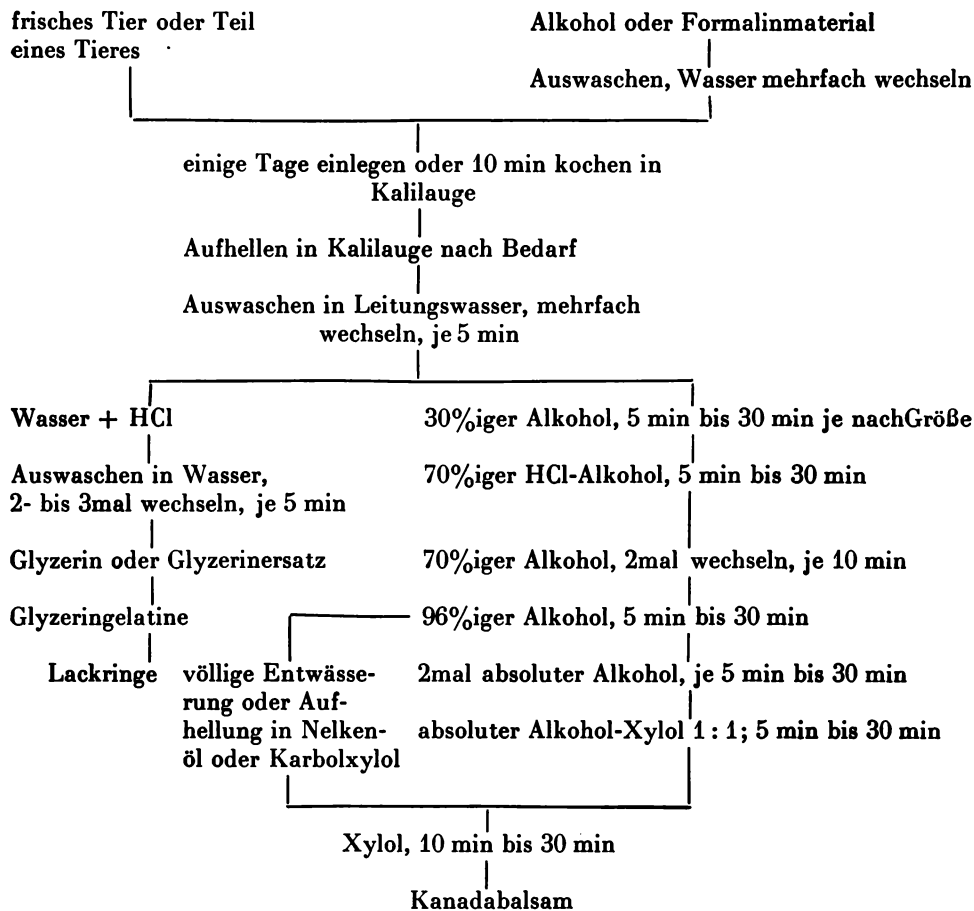 frisches Tier oder Teil
eines Tieres
Alkohol oder Formalinmaterial
Auswaschen, Wasser mehrfach wechseln
einige Tage einlegen oder 10 min kochen in
Kalilauge
Aufhellen in Kalilauge nach Bedarf
Auswaschen in Leitungswasser, mehrfach
wechseln, je 5 min
Wasser + HCl
Auswaschen in Wasser,
2- bis 3mal wechseln, je 5 min
Glyzerin oder Glyzerinersatz
Glyzeringelatine
Lackringe
30%iger Alkohol, 5 min bis 30 min je nachGröße
70%iger HCl-Alkohol, 5 min bis 30 min
70%iger Alkohol, 2mal wechseln, je 10 min
96%iger Alkohol, 5 min bis 30 min
völlige Entwässe-
rung oder Auf-
hellung in Nelken-
öl oder Karbolxylol
2mal absoluter Alkohol, je 5 min bis 30 min
absoluter Alkohol-Xylol 1 : 1; 5 min bis 30 min
Xylol, 10 min bis 30 min
Kanadabalsam